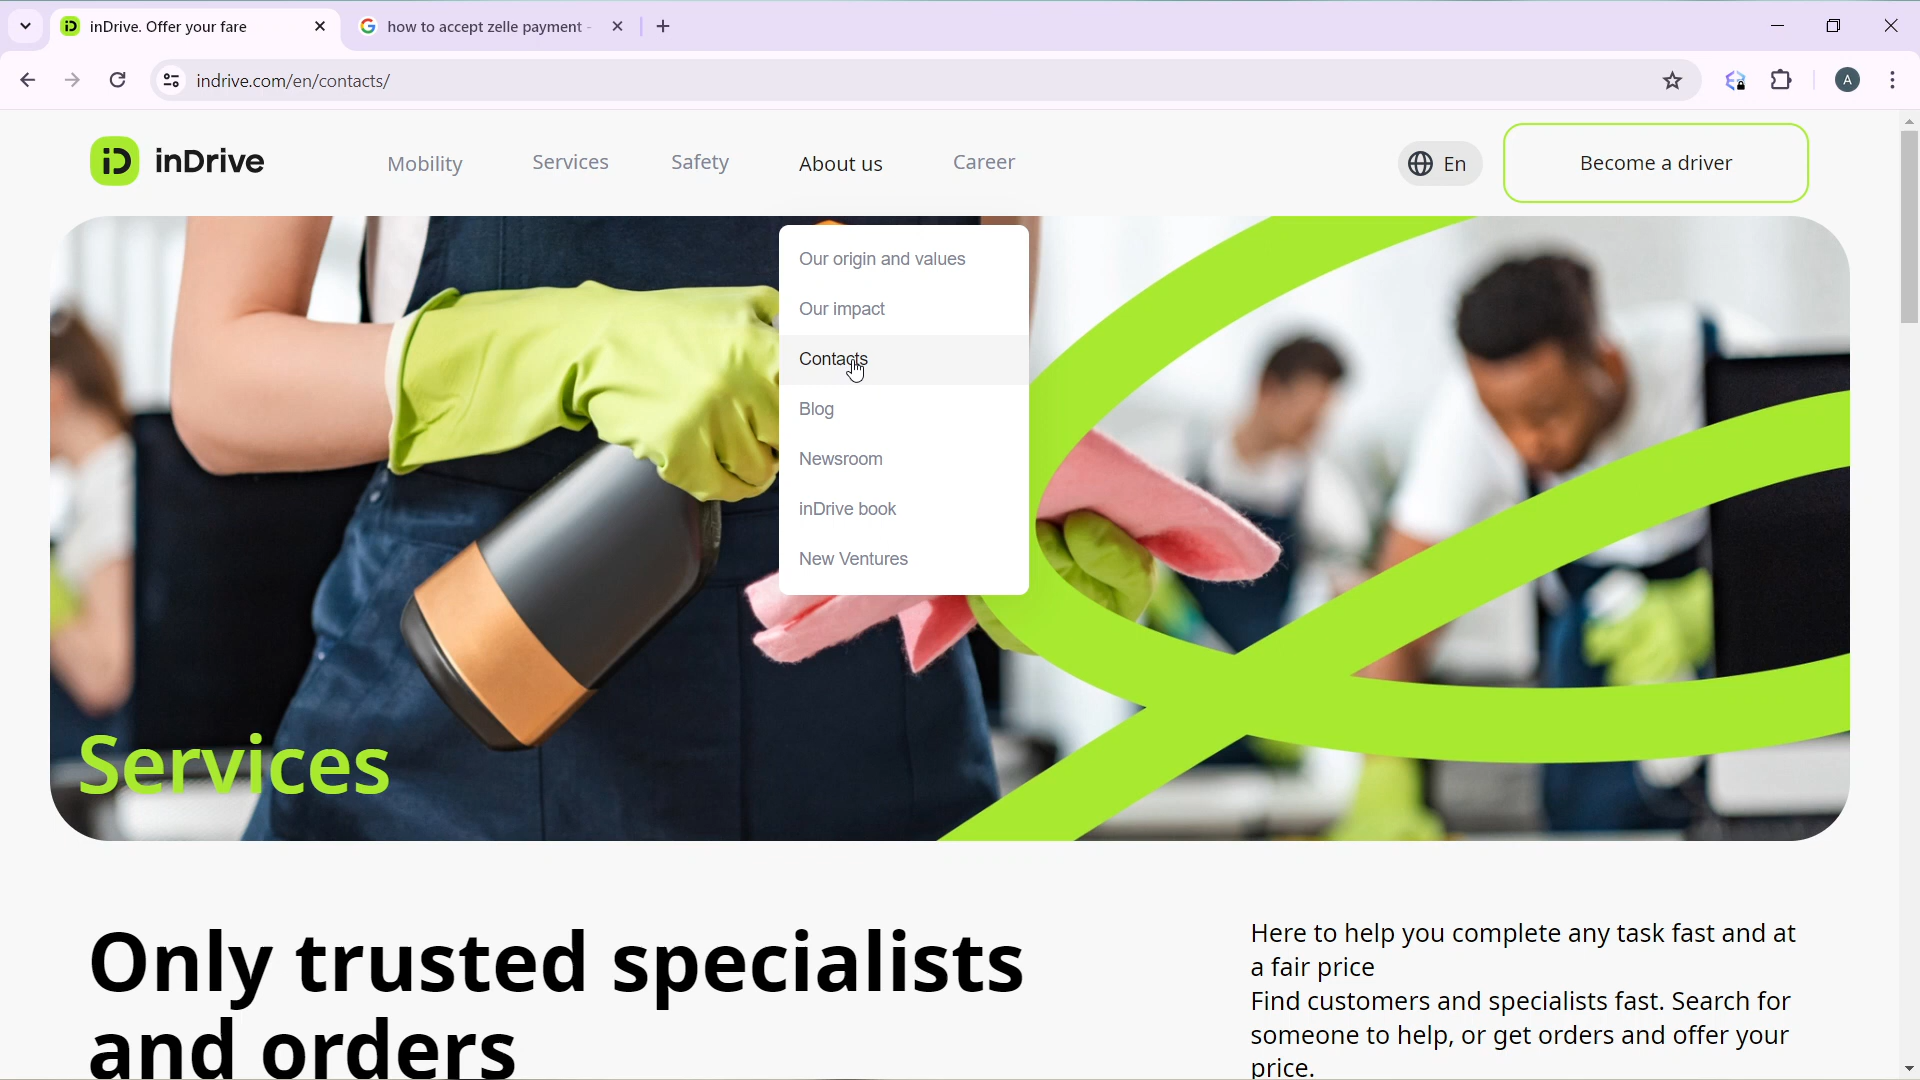 inDrive. Offer your fare
how to accept zelle payment -
indrive.com/en/contacts/
A
iD inDrive
Mobility
Services
Safety
About us
Career
En
Become a driver
Our origin and values
Our impact
Contacts
Blog
Newsroom
inDrive book
New Ventures
Services
Only trusted specialists
and orders
Here to help you complete any task fast and at
a fair price
Find customers and specialists fast. Search for
someone to help, or get orders and offer your
price.